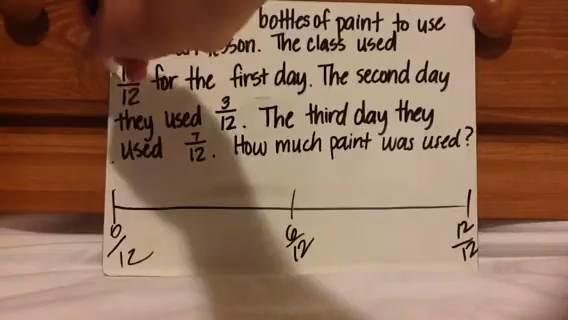 bottles of paint to use
The class used
/12 for the first day. The second day
they used 3/12. The third day they
used 7/12. How much paint was used?
0/12 6/12 12/12